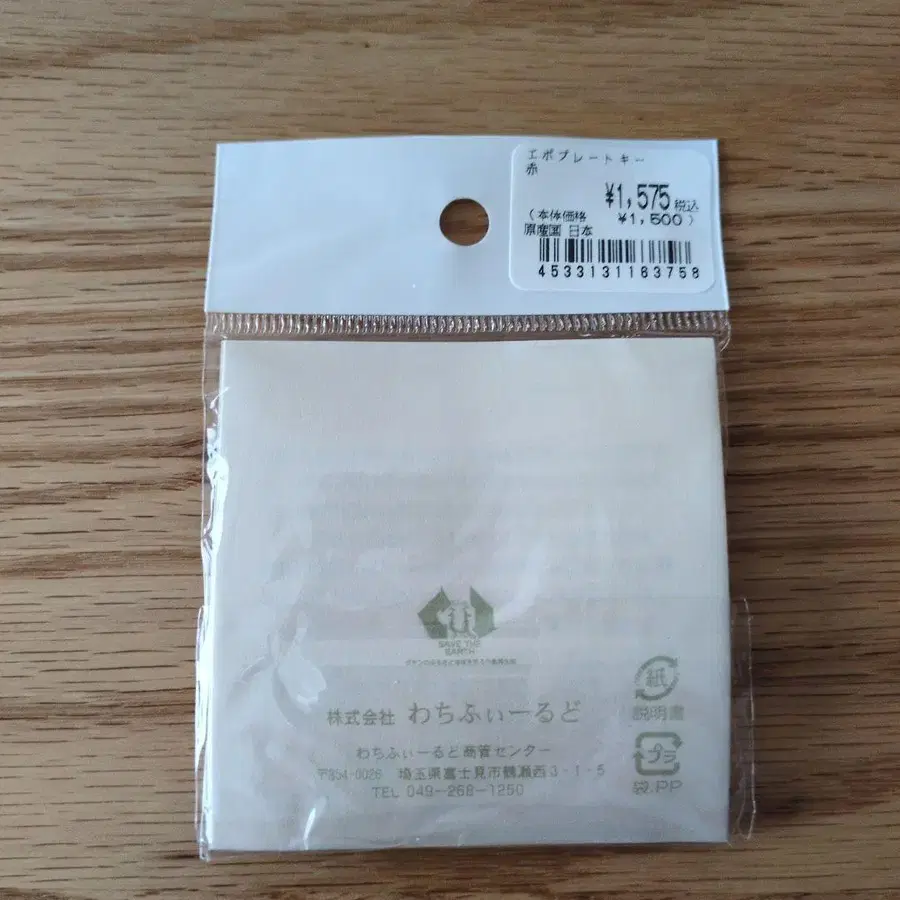 エポプレートキー
赤
¥1,575 税込
(本体価格 ¥1,500)
原産国 日本
4533131183758
SAVE THE
EARTH
株式会社 わちふぃーるど
わちふぃーるど商管センター
〒354-0026 埼玉県富士見市鶴瀬西3-1-5
TEL 049-268-1250
紙
説明書
プラ
袋.PP